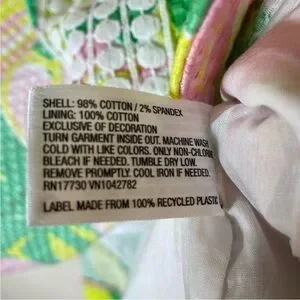 SHELL: 98% COTTON / 2% SPANDEX
LINING: 100% COTTON
EXCLUSIVE OF DECORATION
TURN GARMENT INSIDE OUT. MACHINE WASH
COLD WITH LIKE COLORS. ONLY NON-CHLORINE
BLEACH IF NEEDED. TUMBLE DRY LOW.
REMOVE PROMPTLY. COOL IRON IF NEEDED.
RN17730 VN1042782
LABEL MADE FROM 100% RECYCLED PLASTIC